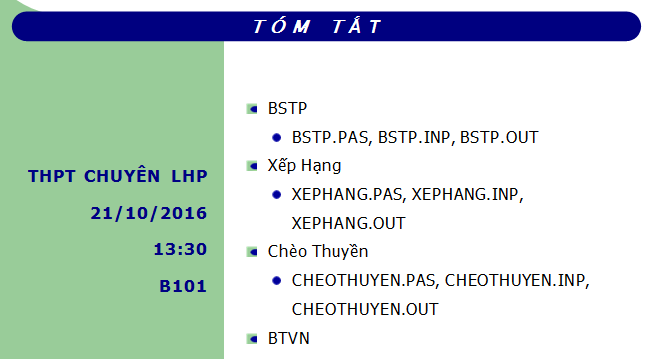 TÓM TẮT
THPT CHUYÊN LHP
21/10/2016
13:30
B101
BSTP
BSTP.PAS, BSTP.INP, BSTP.OUT
Xếp Hạng
XEPHANG.PAS, XEPHANG.INP,
XEPHANG.OUT
Chèo Thuyền
CHEOTHUYEN.PAS, CHEOTHUYEN.INP,
CHEOTHUYEN.OUT
BTVN